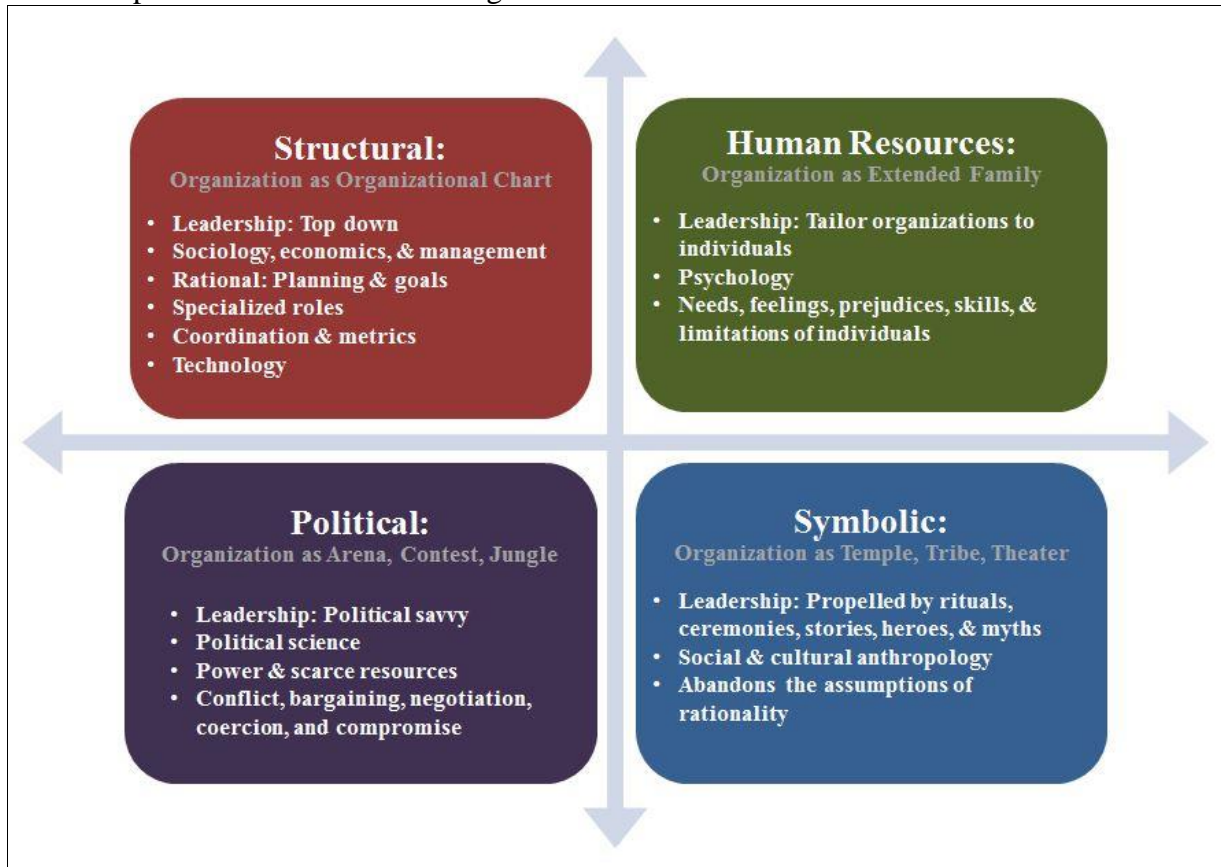 Structural:
Organization as Organizational Chart
• Leadership: Top down
• Sociology, economics, & management
• Rational: Planning & goals
• Specialized roles
• Coordination & metrics
• Technology
Human Resources:
Organization as Extended Family
• Leadership: Tailor organizations to
individuals
• Psychology
• Needs, feelings, prejudices, skills, &
limitations of individuals
Political:
Organization as Arena, Contest, Jungle
• Leadership: Political savvy
• Political science
• Power & scarce resources
• Conflict, bargaining, negotiation,
coercion, and compromise
Symbolic:
Organization as Temple, Tribe, Theater
• Leadership: Propelled by rituals,
ceremonies, stories, heroes, & myths
• Social & cultural anthropology
• Abandons the assumptions of
rationality